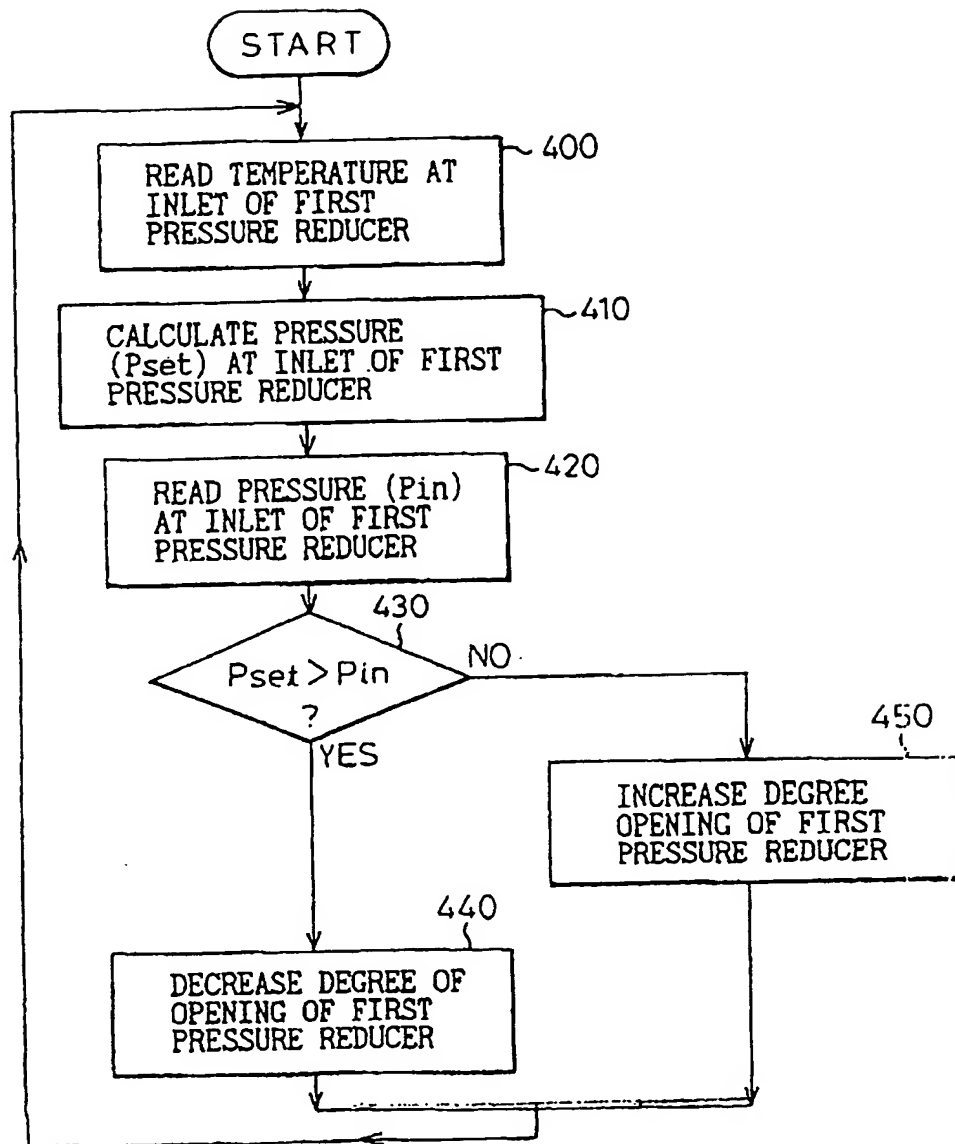 START
400
READ TEMPERATURE AT
INLET OF FIRST
PRESSURE REDUCER
410
CALCULATE PRESSURE
(Pset) AT INLET OF FIRST
PRESSURE REDUCER
420
READ PRESSURE (Pin)
AT INLET OF FIRST
PRESSURE REDUCER
430
Pset > Pin
?
NO
YES
450
INCREASE DEGREE
OPENING OF FIRST
PRESSURE REDUCER
440
DECREASE DEGREE OF
OPENING OF FIRST
PRESSURE REDUCER